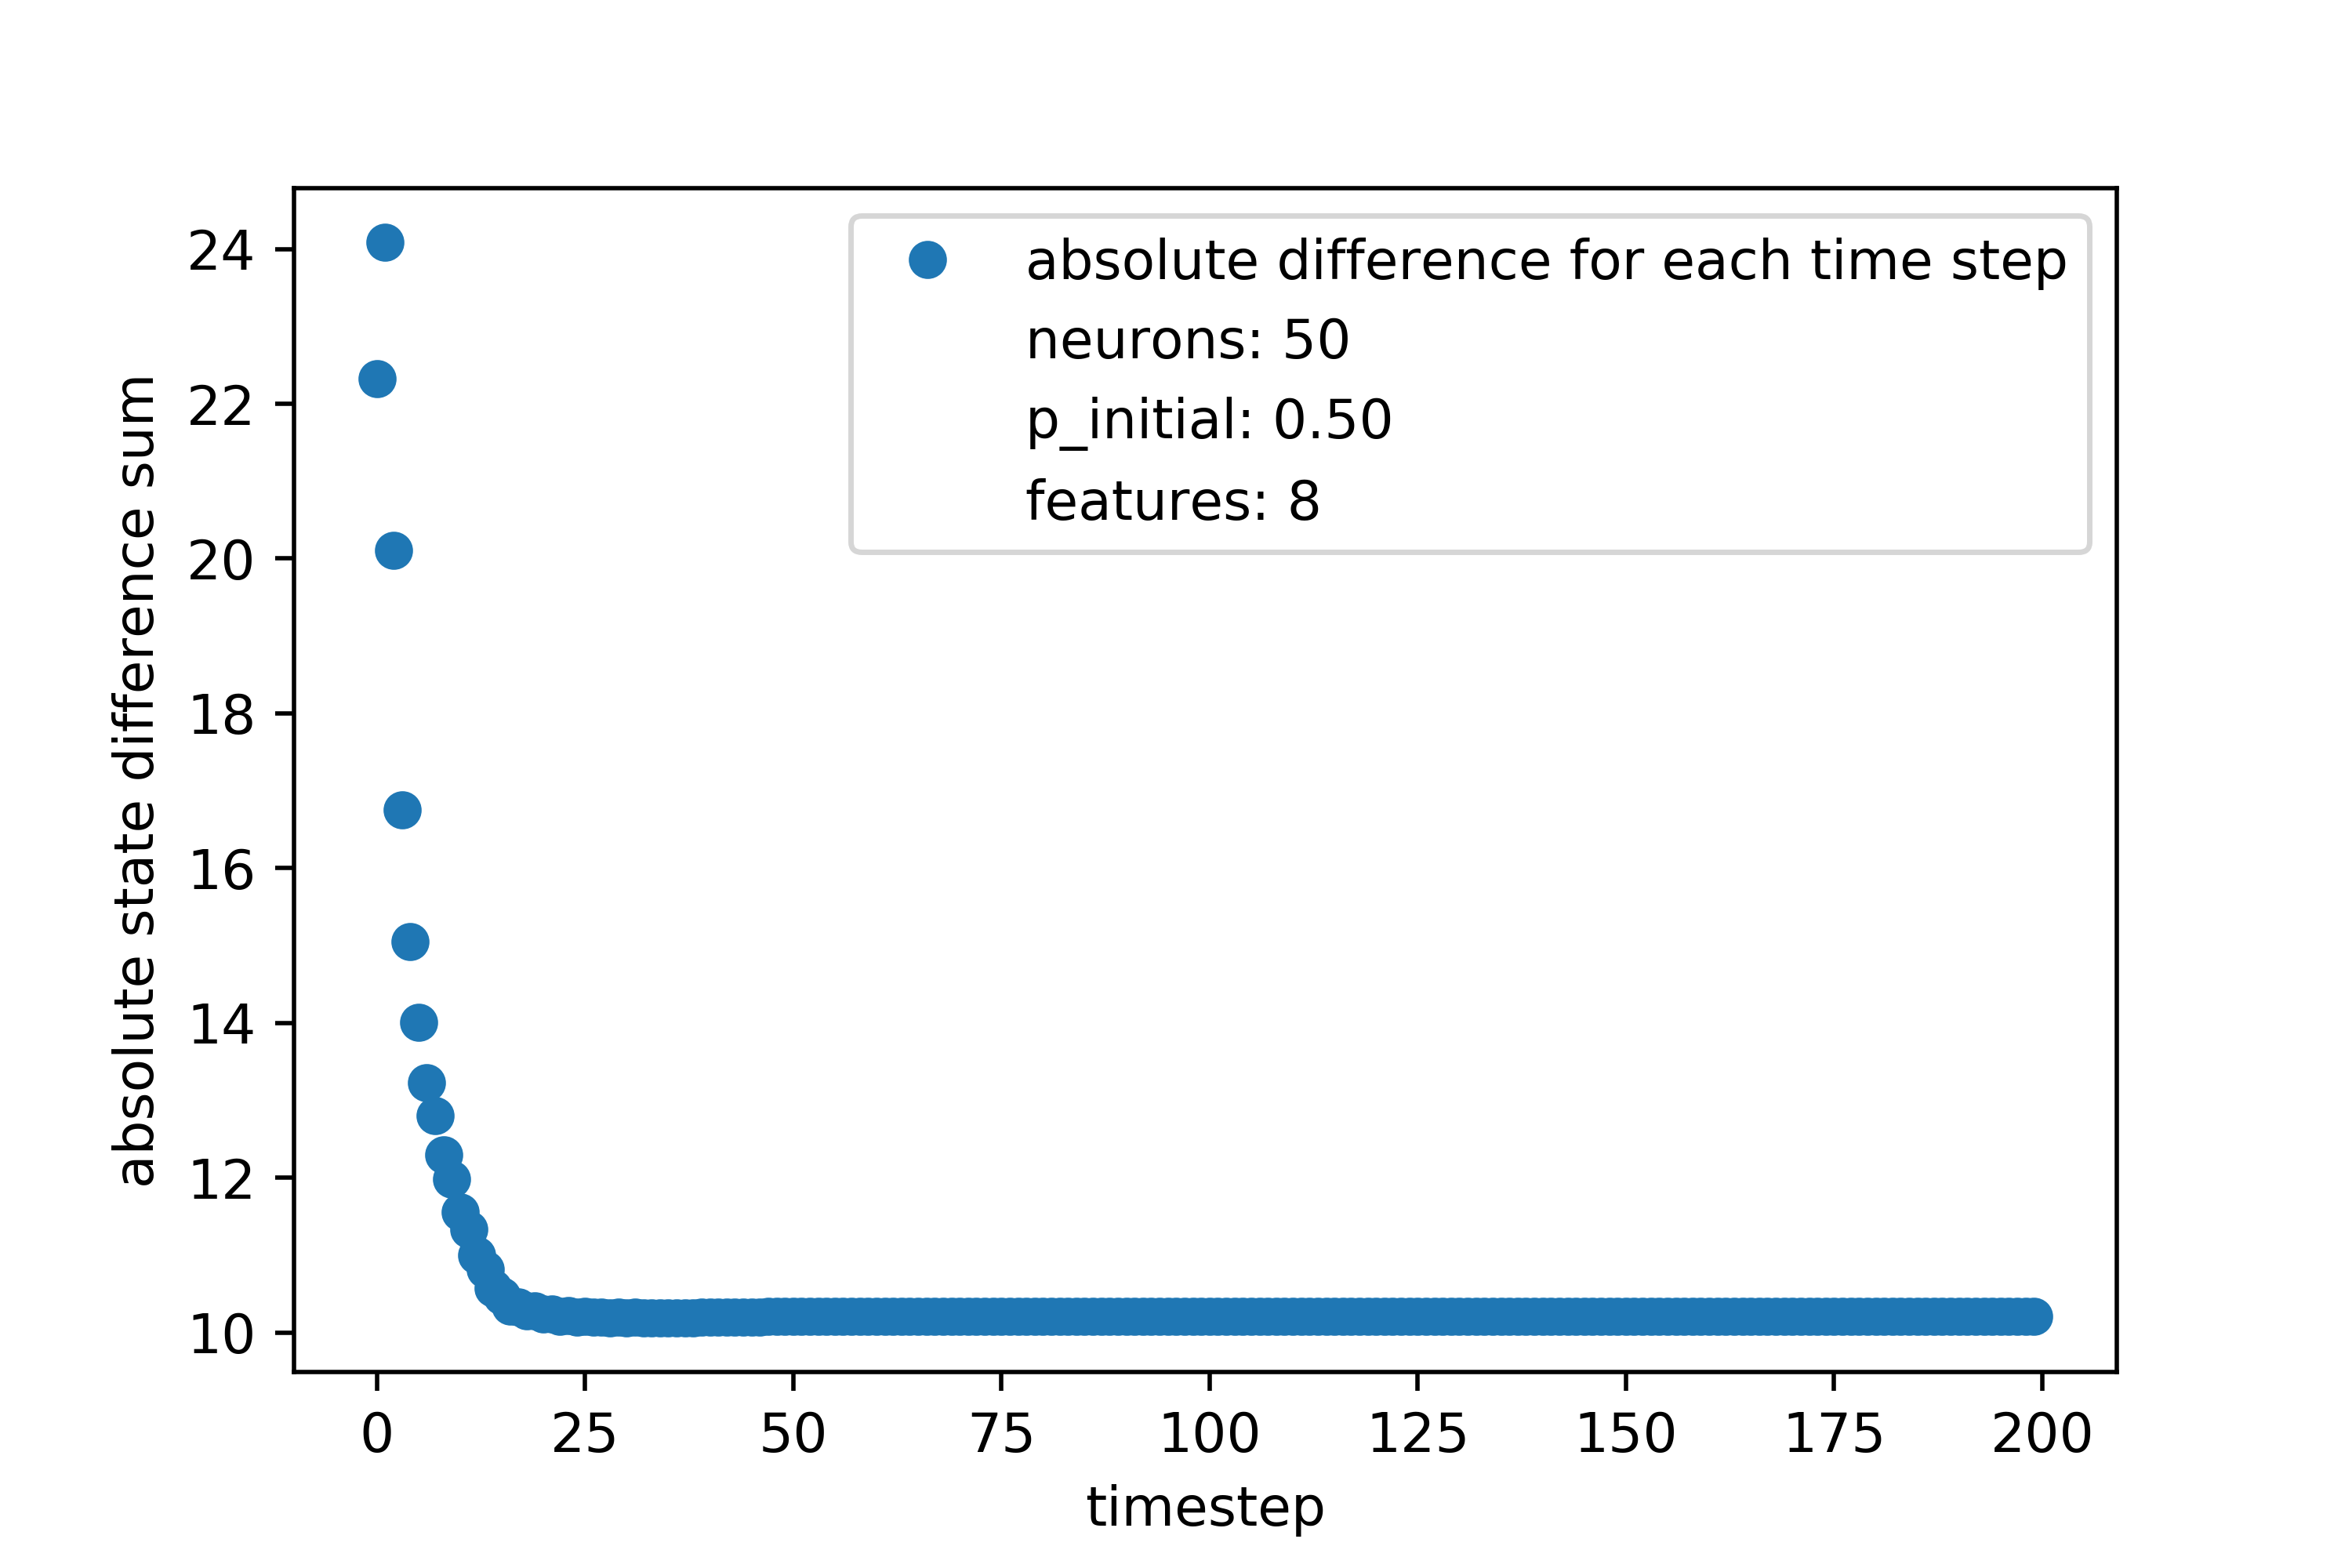 absolute difference for each time step
neurons: 50
p_initial: 0.50
features: 8
absolute state difference sum
24
22
20
18
16
14
12
10
0 25 50 75 100 125 150 175 200
timestep